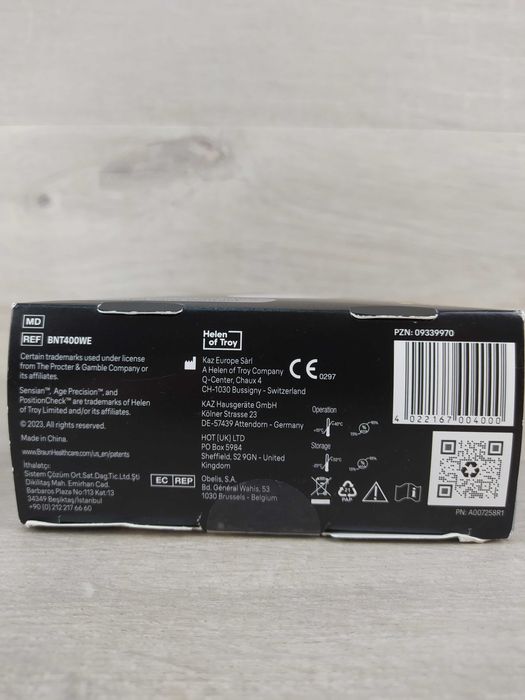 MD
REF BNT400WE
Certain trademarks used under license
from The Procter & Gamble Company or
its affiliates.
Sensian™, Age Precision™, and
PositionCheck™ are trademarks of Helen
of Troy Limited and/or its affiliates.
© 2023, All rights reserved.
Made in China.
www.BraunHealthcare.com/us_en/patents
İthalatçı:
Sistem Çözüm Ort.Sat.Dağ.Tic.Ltd.Şti
Dikilitaş Mah. Emirhan Cad.
Barbaros Plaza No:113 Kat:13
34349 Beşiktaş/İstanbul
+90 (0) 212 217 66 60
EC REP
Helen
of Troy
Kaz Europe Sàrl
A Helen of Troy Company
Q-Center, Chaux 4
CH-1030 Bussigny - Switzerland
CE 0297
KAZ Hausgeräte GmbH
Kölner Strasse 23
DE-57439 Attendorn - Germany
HOT (UK) LTD
PO Box 5984
Sheffield, S2 9GN - United
Kingdom
Obelis, S.A.
Bd. Général Wahis, 53
1030 Brussels - Belgium
Operation
Storage
21
PAP
PZN: 09339970
4 022167 004000
PN: A007258R1